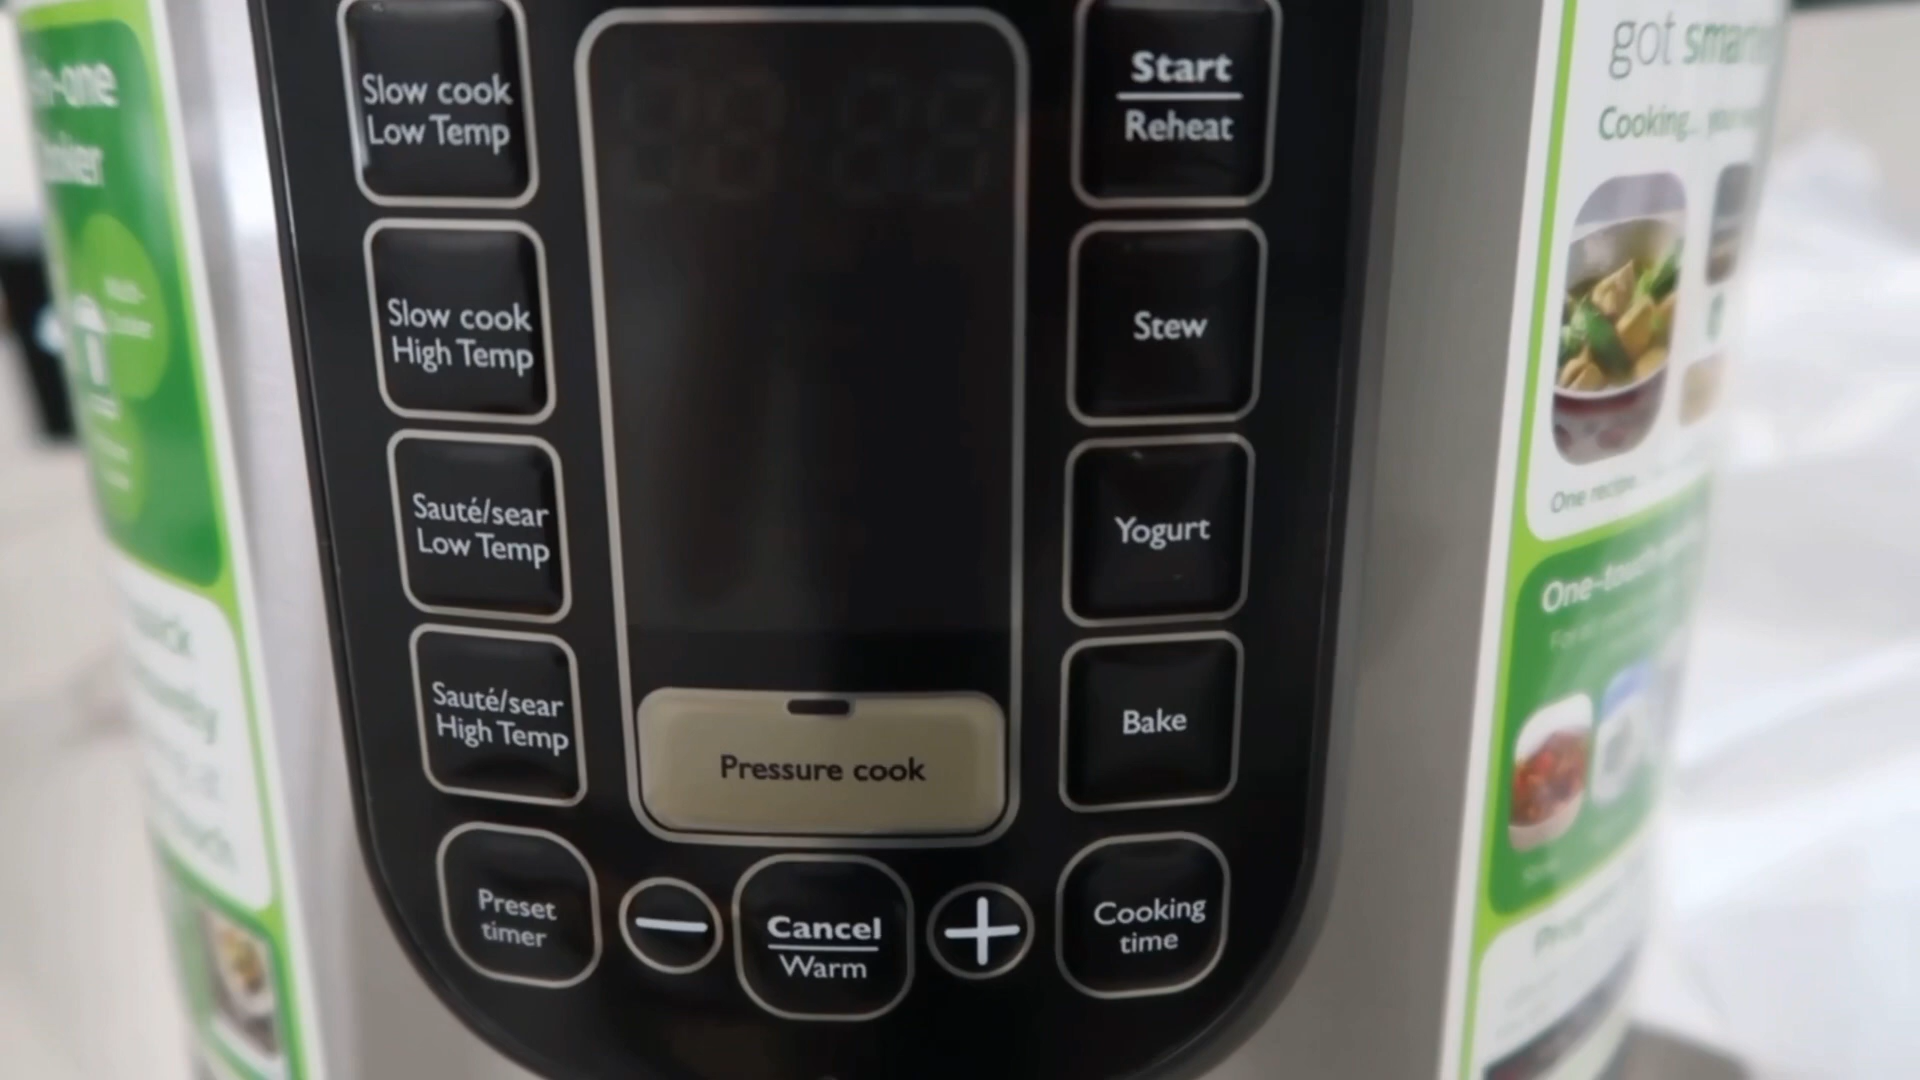 Slow cook
Low Temp
Slow cook
High Temp
Sauté/sear
Low Temp
Sauté/sear
High Temp
Preset
timer
Pressure cook
Cancel
Warm
Start
Reheat
Stew
Yogurt
Bake
Cooking
time
got
Cooking...
One